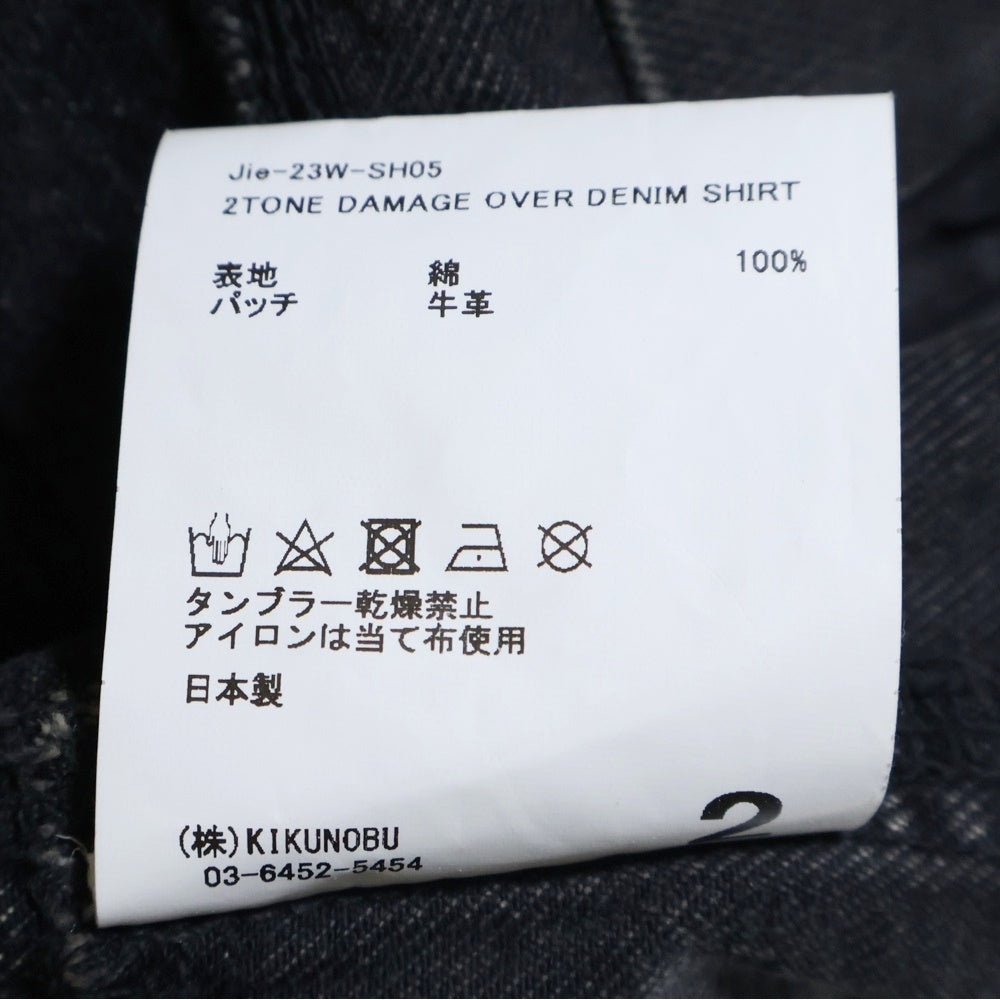 Jie-23W-SH05
2TONE DAMAGE OVER DENIM SHIRT
表地 綿 100%
パッチ 牛革
タンブラー乾燥禁止
アイロンは当て布使用
日本製
2
(株)KIKUNOBU
03-6452-5454